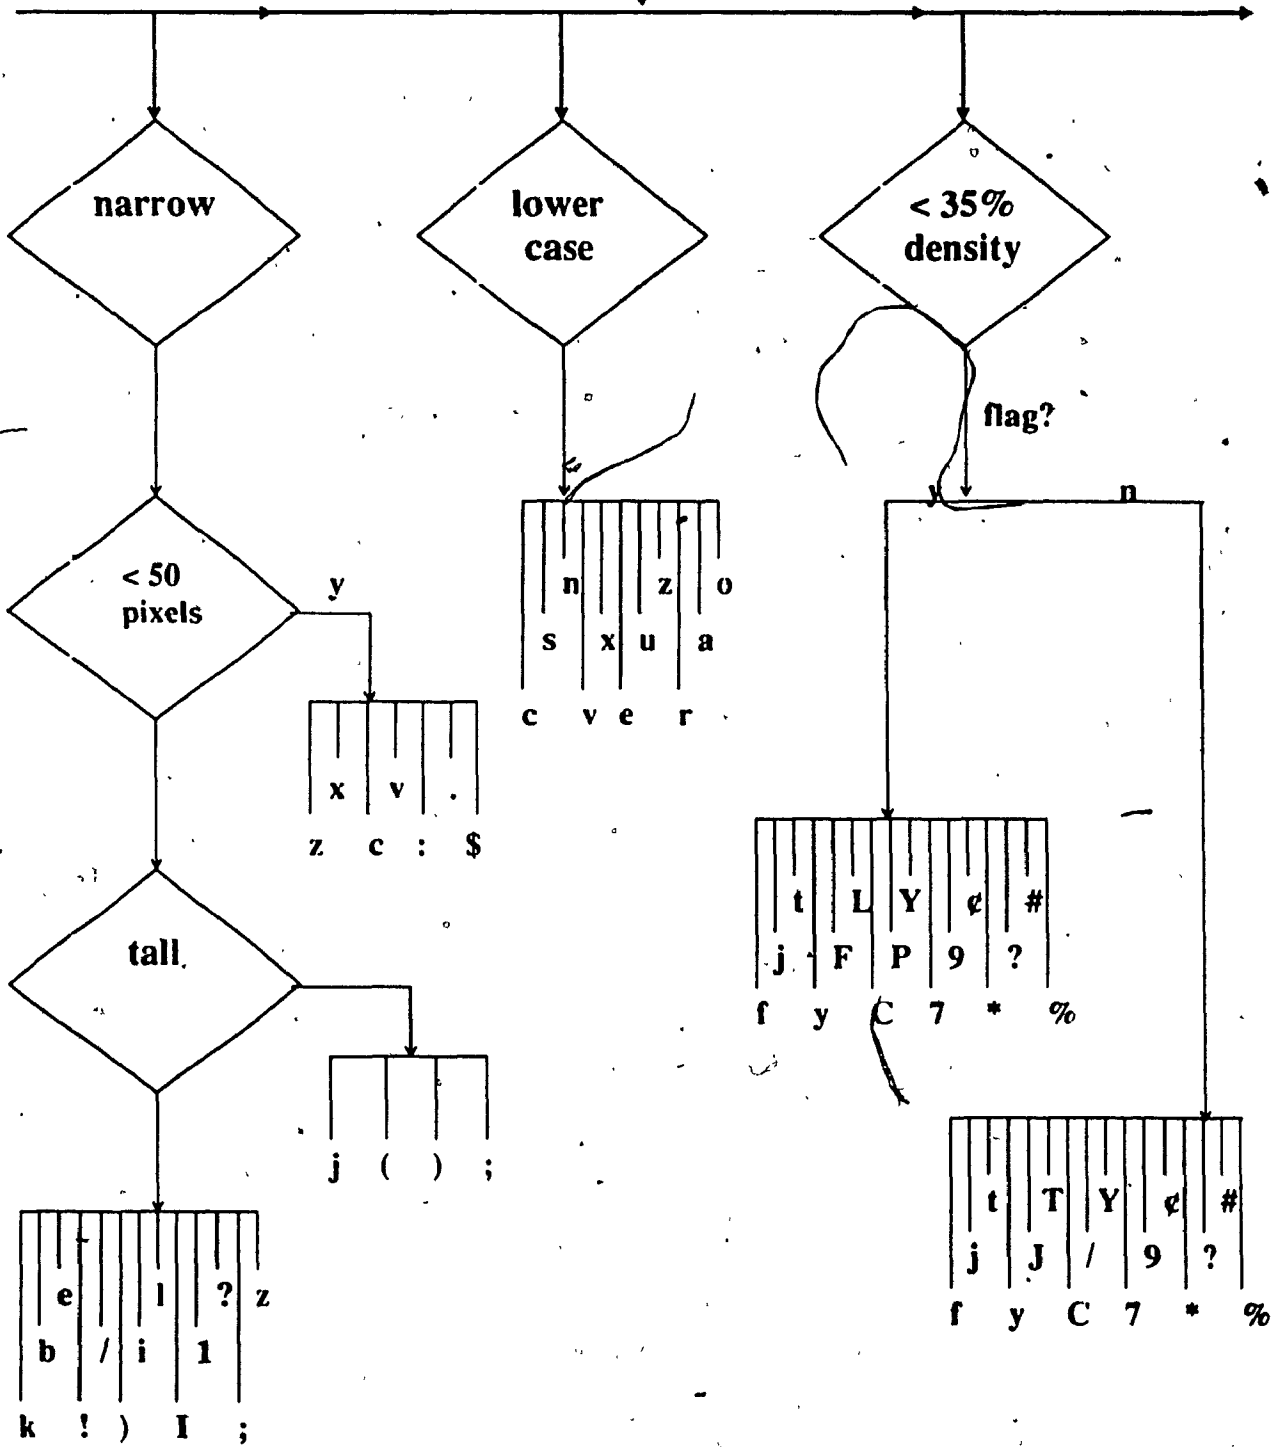 narrow
lower
case
< 35%
density
flag?
y n
< 50
pixels
y
n z o
s x u a
c v e r
x v .
z c : $
tall
t L Y ¢ #
j F P 9 ?
f y C 7 * %
j ( ) ;
t T Y ¢ #
j J / 9 ?
f y C 7 * %
e l ? z
b / i 1
k ! ) I ;